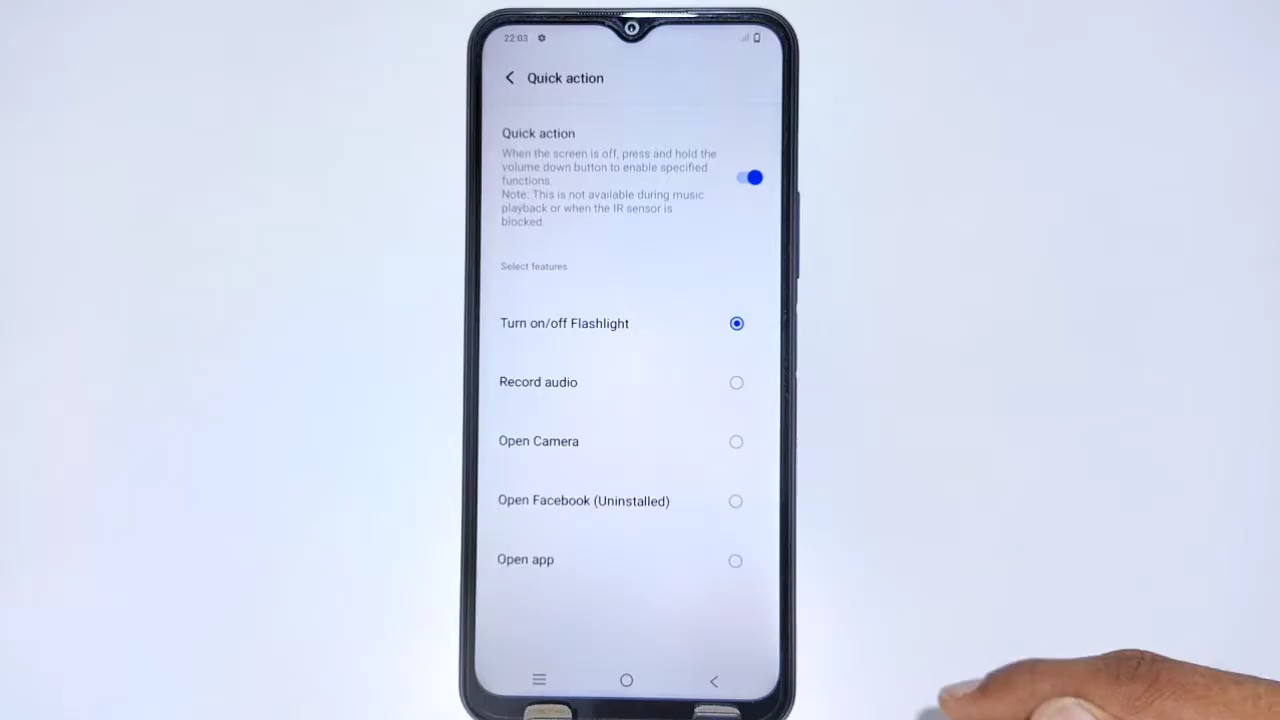 22:03
Quick action
Quick action
When the screen is off, press and hold the
volume down button to enable specified
functions.
Note: This is not available during music
playback or when the IR sensor is
blocked.
Select features
Turn on/off Flashlight
Record audio
Open Camera
Open Facebook (Uninstalled)
Open app